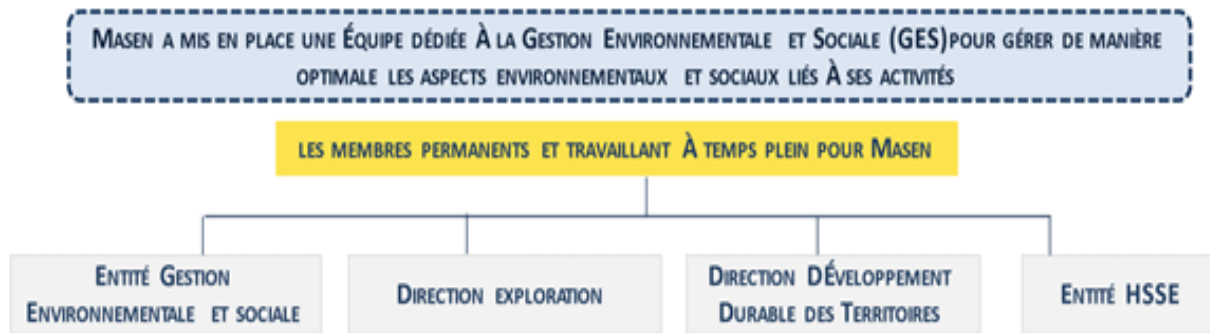 Masen a mis en place une Équipe dédiée À la Gestion Environnementale et Sociale (GES)pour gérer de manière
optimale les aspects environnementaux et sociaux liés À ses activités
les membres permanents et travaillant À temps plein pour Masen
Entité Gestion
Environnementale et sociale
Direction exploration
Direction DÉveloppement
Durable des Territoires
Entité HSSE